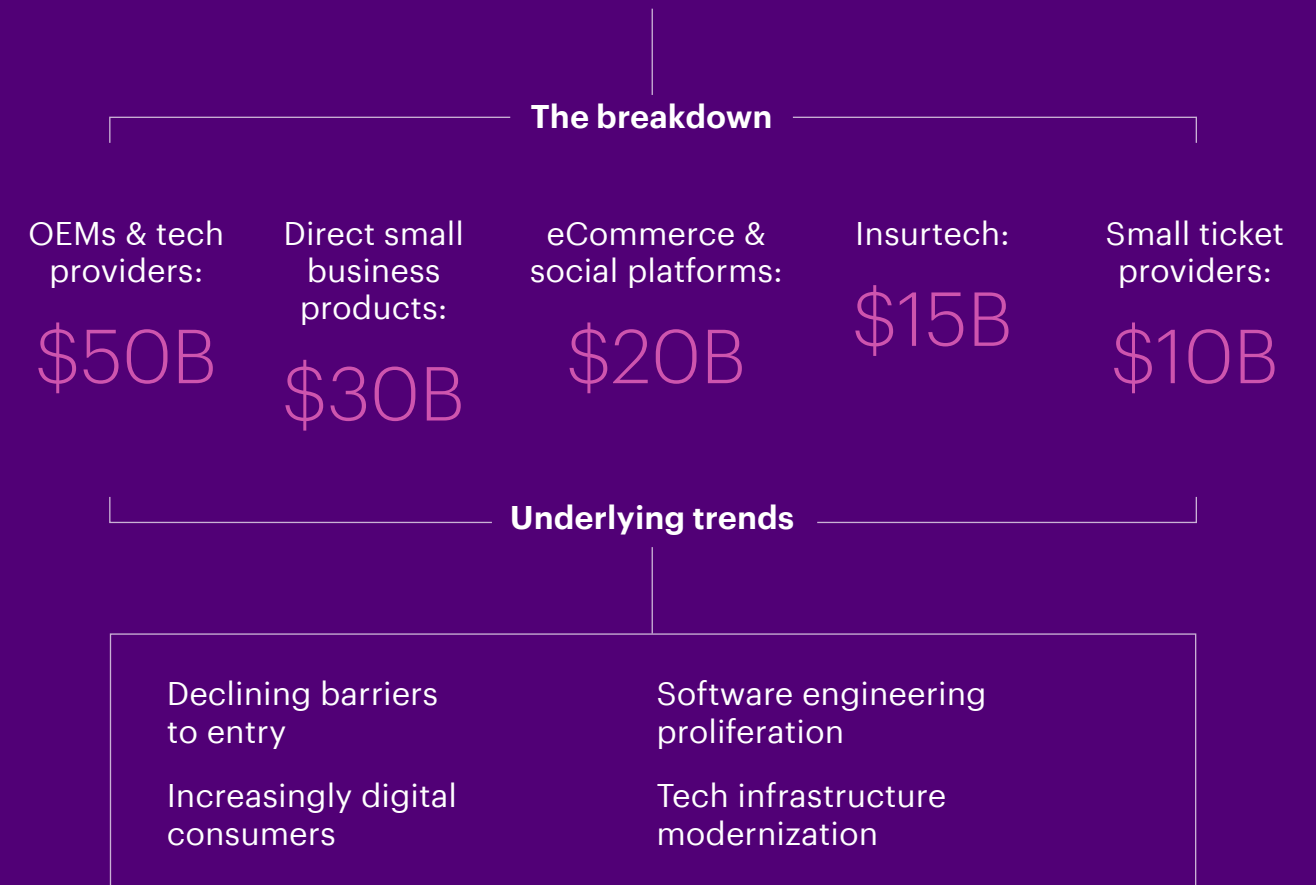 The breakdown
OEMs & tech
providers:
$50B
Direct small
business
products:
$30B
eCommerce &
social platforms:
$20B
Insurtech:
$15B
Small ticket
providers:
$10B
Underlying trends
Declining barriers
to entry
Increasingly digital
consumers
Software engineering
proliferation
Tech infrastructure
modernization